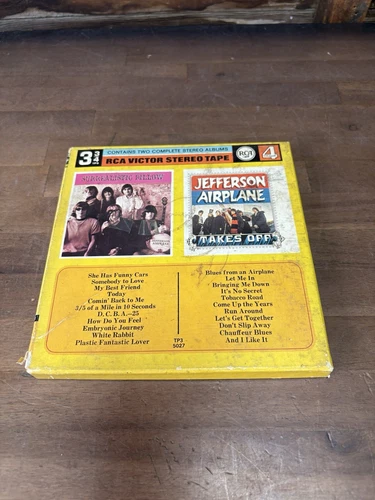 3¾ IPS
CONTAINS TWO COMPLETE STEREO ALBUMS
RCA VICTOR STEREO TAPE
RCA
4
SURREALISTIC PILLOW
JEFFERSON
AIRPLANE
TAKES OFF
She Has Funny Cars
Somebody to Love
My Best Friend
Today
Comin' Back to Me
3/5 of a Mile in 10 Seconds
D. C. B. A.—25
How Do You Feel
Embryonic Journey
White Rabbit
Plastic Fantastic Lover
TP3
5027
Blues from an Airplane
Let Me In
Bringing Me Down
It's No Secret
Tobacco Road
Come Up the Years
Run Around
Let's Get Together
Don't Slip Away
Chauffeur Blues
And I Like It